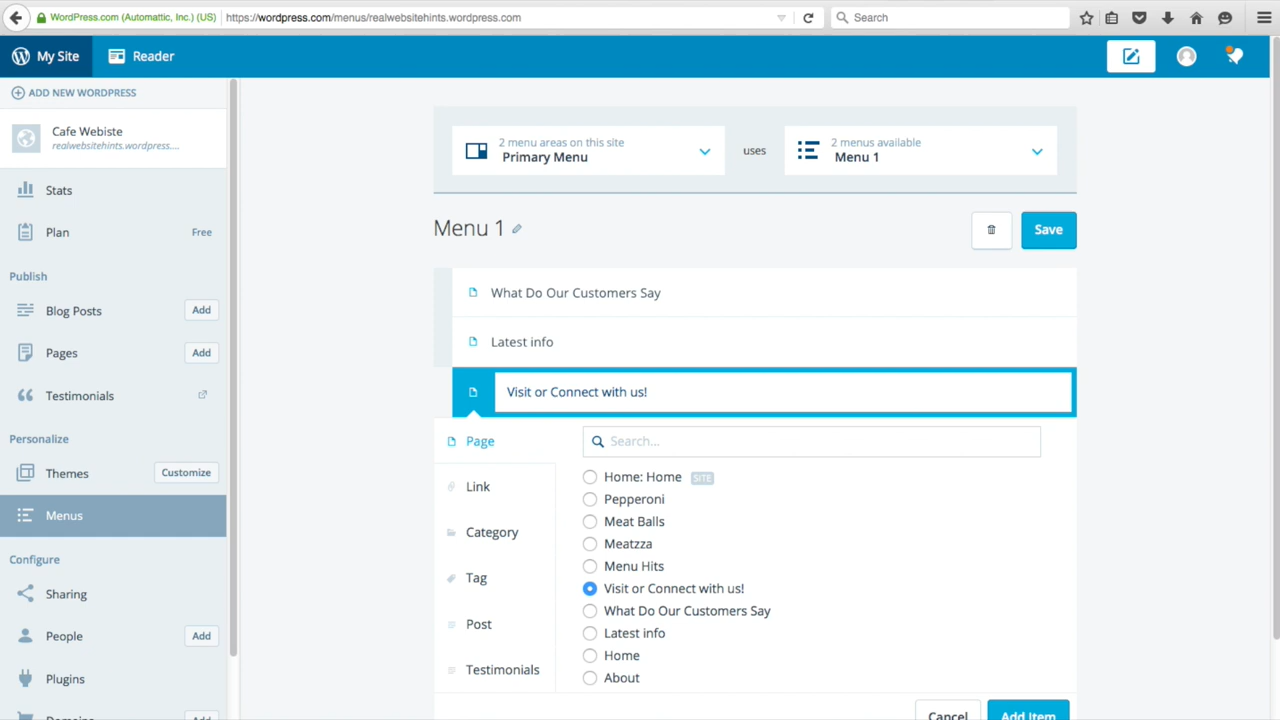 WordPress.com (Automattic, Inc.) (US)
https://wordpress.com/menus/realwebsitehints.wordpress.com
Search
My Site
Reader
ADD NEW WORDPRESS
Cafe Webiste
realwebsitehints.wordpress....
Stats
Plan
Free
Publish
Blog Posts
Add
Pages
Add
Testimonials
Personalize
Themes
Customize
Menus
Configure
Sharing
People
Add
Plugins
Domains
Add
2 menu areas on this site
Primary Menu
uses
2 menus available
Menu 1
Menu 1
Save
What Do Our Customers Say
Latest info
Visit or Connect with us!
Page
Link
Category
Tag
Post
Testimonials
Search...
Home: Home
SITE
Pepperoni
Meat Balls
Meatzza
Menu Hits
Visit or Connect with us!
What Do Our Customers Say
Latest info
Home
About
Cancel
Add Item